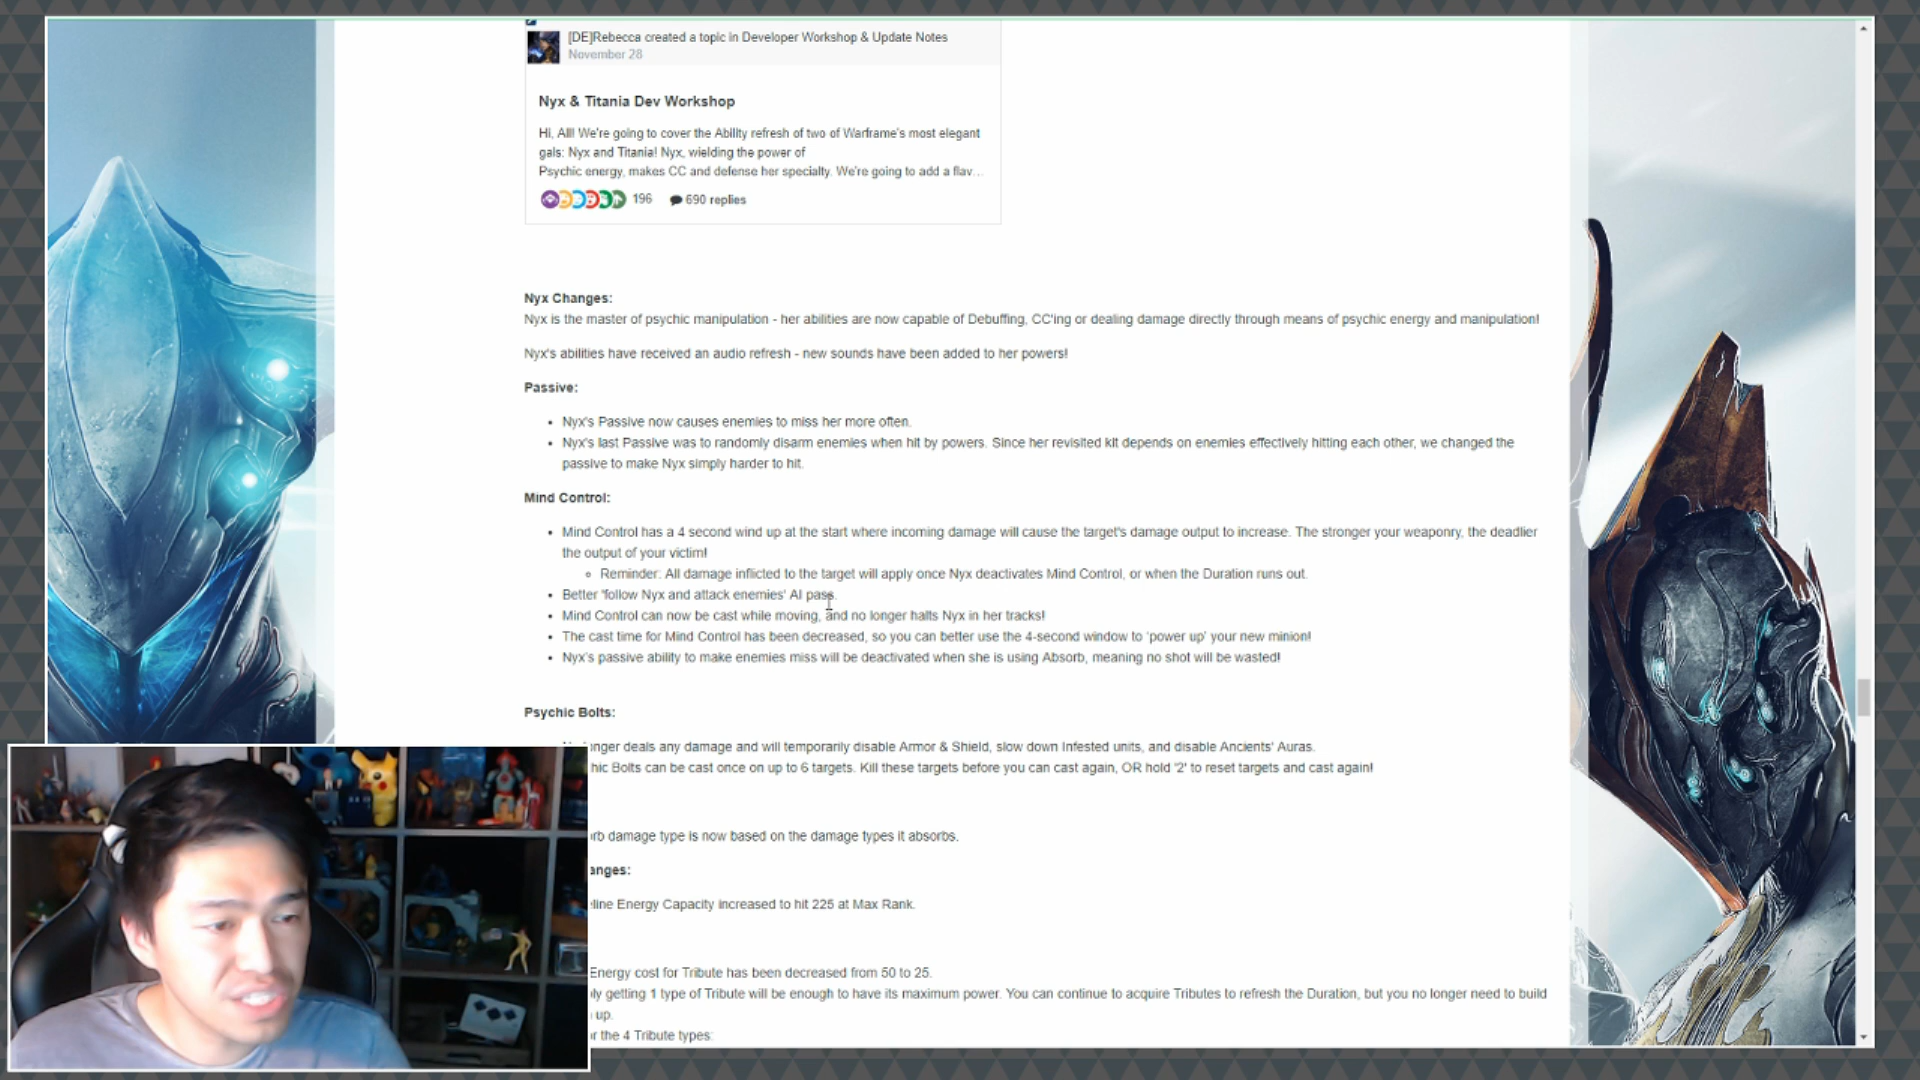 [DE]Rebecca created a topic in Developer Workshop & Update Notes
November 28
Nyx & Titania Dev Workshop
Hi, All! We're going to cover the Ability refresh of two of Warframe's most elegant
gals: Nyx and Titania! Nyx, wielding the power of
Psychic energy, makes CC and defense her specialty. We're going to add a flav…
196 690 replies
Nyx Changes:
Nyx is the master of psychic manipulation - her abilities are now capable of Debuffing, CC'ing or dealing damage directly through means of psychic energy and manipulation!
Nyx's abilities have received an audio refresh - new sounds have been added to her powers!
Passive:
• Nyx's Passive now causes enemies to miss her more often.
• Nyx's last Passive was to randomly disarm enemies when hit by powers. Since her revisited kit depends on enemies effectively hitting each other, we changed the
passive to make Nyx simply harder to hit.
Mind Control:
• Mind Control has a 4 second wind up at the start where incoming damage will cause the target's damage output to increase. The stronger your weaponry, the deadlier
the output of your victim!
Reminder: All damage inflicted to the target will apply once Nyx deactivates Mind Control, or when the Duration runs out.
• Better 'follow Nyx and attack enemies' AI pass.
• Mind Control can now be cast while moving, and no longer halts Nyx in her tracks!
• The cast time for Mind Control has been decreased, so you can better use the 4-second window to 'power up' your new minion!
• Nyx's passive ability to make enemies miss will be deactivated when she is using Absorb, meaning no shot will be wasted!
Psychic Bolts:
nger deals any damage and will temporarily disable Armor & Shield, slow down Infested units, and disable Ancients' Auras.
hic Bolts can be cast once on up to 6 targets. Kill these targets before you can cast again, OR hold '2' to reset targets and cast again!
rb damage type is now based on the damage types it absorbs.
anges:
line Energy Capacity increased to hit 225 at Max Rank.
Energy cost for Tribute has been decreased from 50 to 25.
ly getting 1 type of Tribute will be enough to have its maximum power. You can continue to acquire Tributes to refresh the Duration, but you no longer need to build
up.
r the 4 Tribute types: